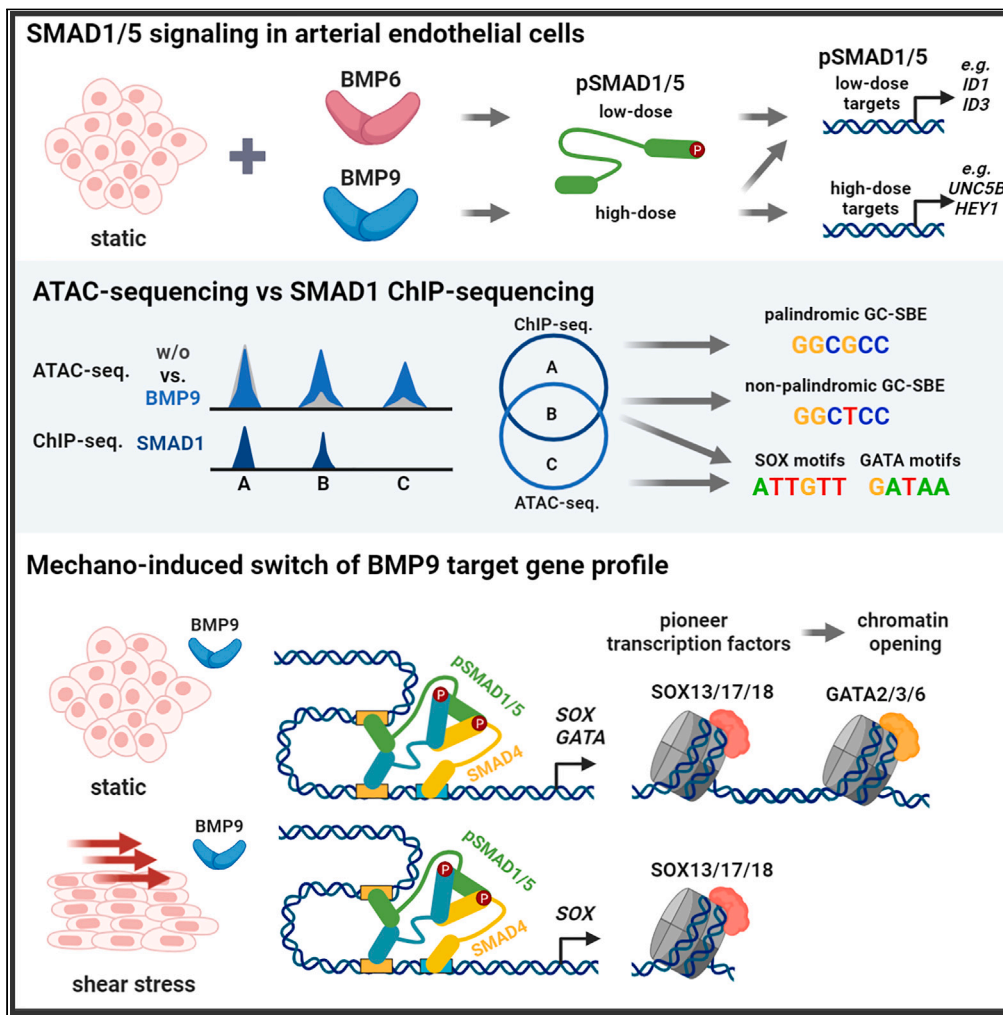 SMAD1/5 signaling in arterial endothelial cells
static
BMP6
BMP9
pSMAD1/5
low-dose
P
high-dose
pSMAD1/5
low-dose
targets
e.g.
ID1
ID3
high-dose
targets
e.g.
UNC5B
HEY1
ATAC-sequencing vs SMAD1 ChIP-sequencing
ATAC-seq.
w/o
vs.
BMP9
ChIP-seq.
SMAD1
A B C
ChIP-seq.
A
B
C
ATAC-seq.
palindromic GC-SBE
GGCGCC
non-palindromic GC-SBE
GGCTCC
SOX motifs GATA motifs
ATTGTT GATAA
Mechano-induced switch of BMP9 target gene profile
static
BMP9
pSMAD1/5
P
P
SMAD4
SOX
GATA
pioneer
transcription factors
chromatin
opening
SOX13/17/18
GATA2/3/6
shear stress
BMP9
pSMAD1/5
P
P
SMAD4
SOX
SOX13/17/18